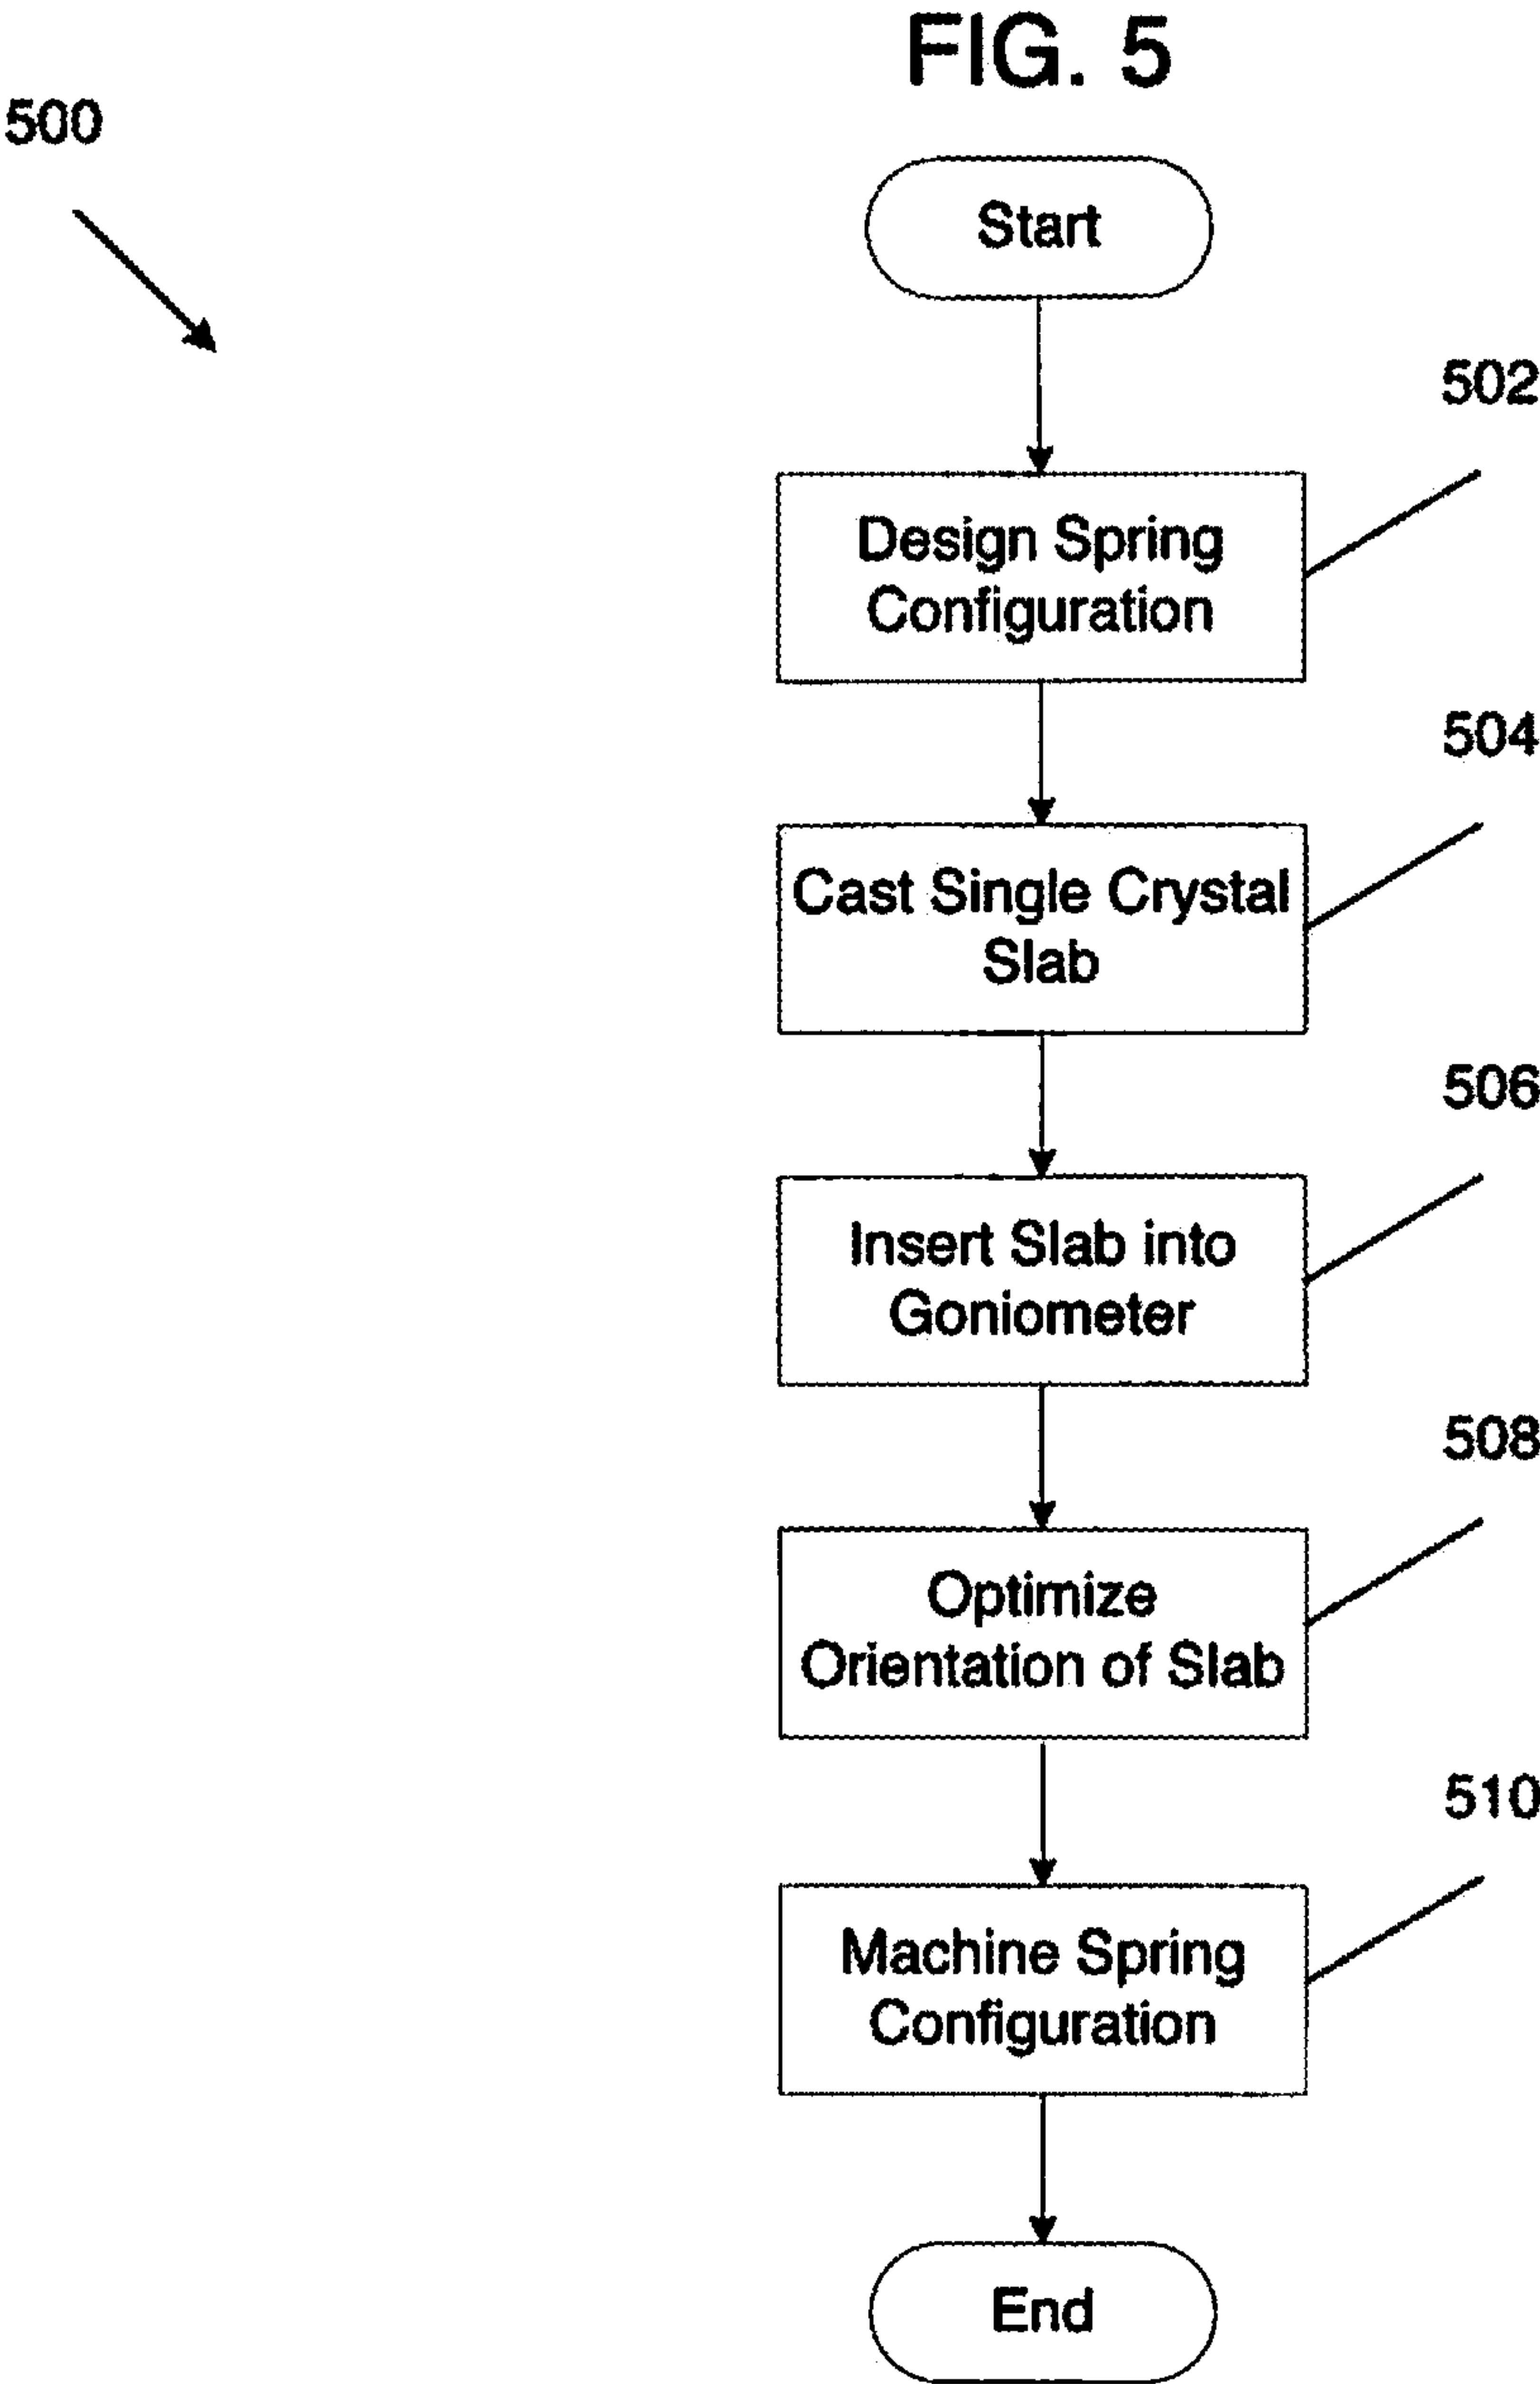 FIG. 5
500
Start
502
Design Spring
Configuration
504
Cast Single Crystal
Slab
506
Insert Slab into
Goniometer
508
Optimize
Orientation of Slab
510
Machine Spring
Configuration
End